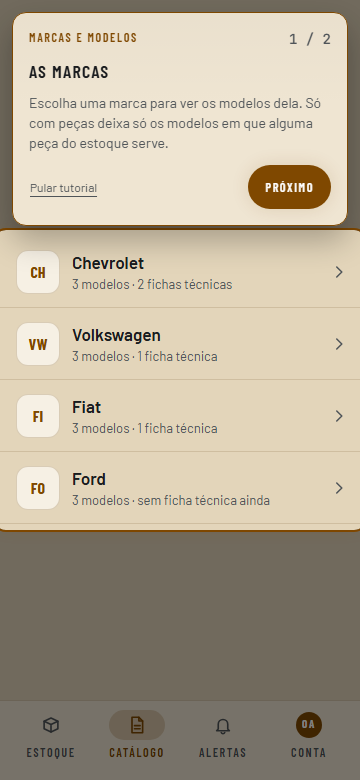 MARCAS E MODELOS
1 / 2
AS MARCAS
Escolha uma marca para ver os modelos dela. Só
com peças deixa só os modelos em que alguma
peça do estoque serve.
Pular tutorial
PRÓXIMO
CH
Chevrolet
3 modelos · 2 fichas técnicas
VW
Volkswagen
3 modelos · 1 ficha técnica
FI
Fiat
3 modelos · 1 ficha técnica
FO
Ford
3 modelos · sem ficha técnica ainda
OA
ESTOQUE
CATÁLOGO
ALERTAS
CONTA